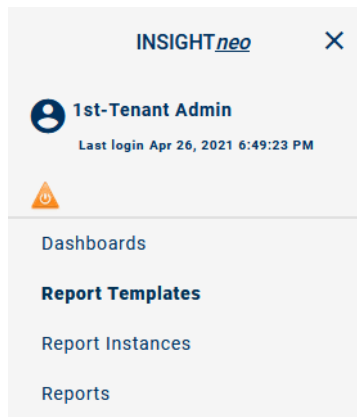 INSIGHTneo
1st-Tenant Admin
Last login Apr 26, 2021 6:49:23 PM
Dashboards
Report Templates
Report Instances
Reports